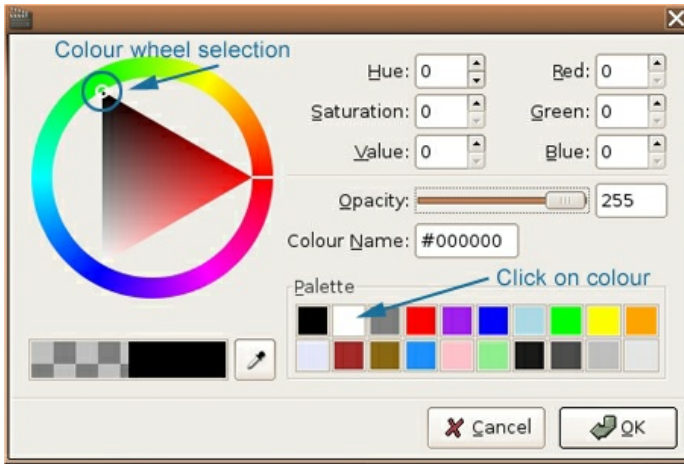 Colour wheel selection
Hue: 0 Red: 0
Saturation: 0 Green: 0
Value: 0 Blue: 0
Opacity: 255
Colour Name: #000000
Palette
Click on colour
Cancel OK